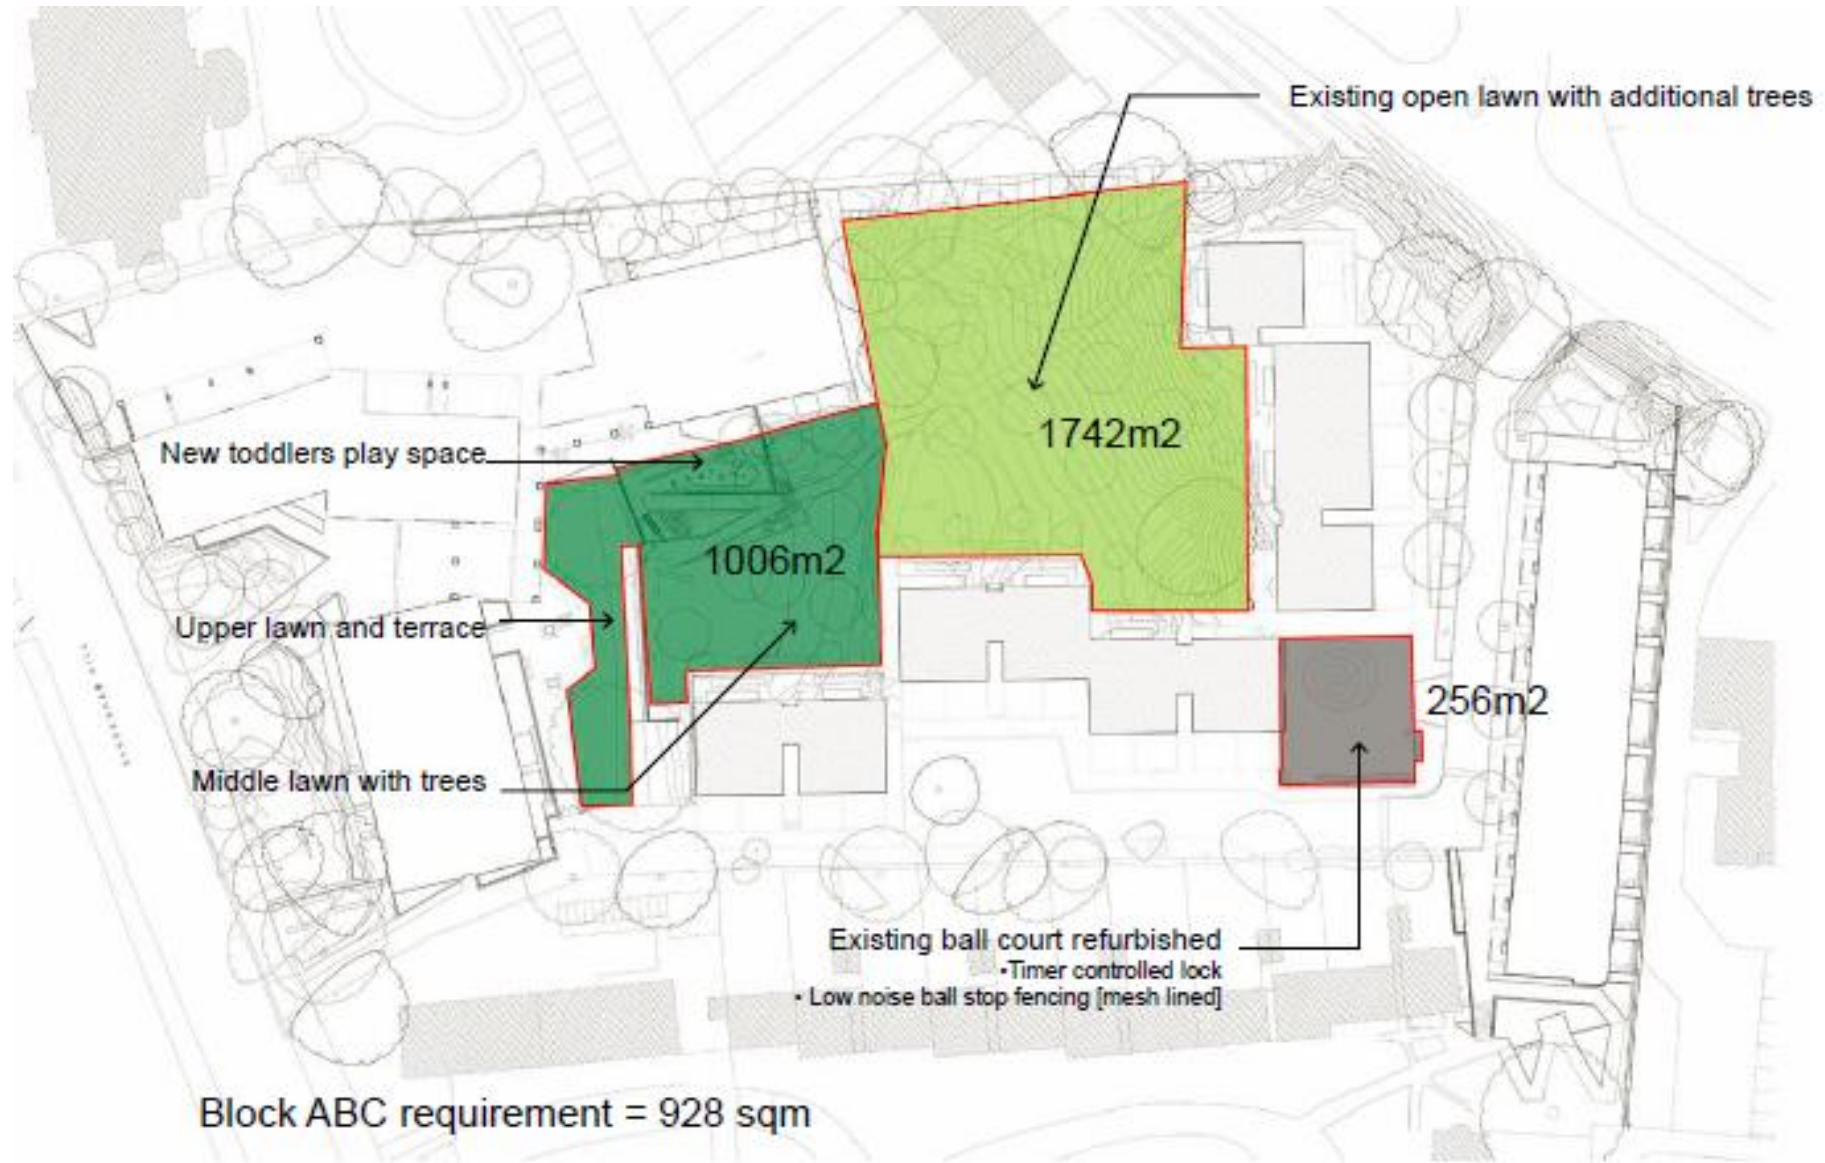 Existing open lawn with additional trees
1742m2
New toddlers play space
1006m2
Upper lawn and terrace
256m2
Middle lawn with trees
Existing ball court refurbished
•Timer controlled lock
• Low noise ball stop fencing [mesh lined]
Block ABC requirement = 928 sqm